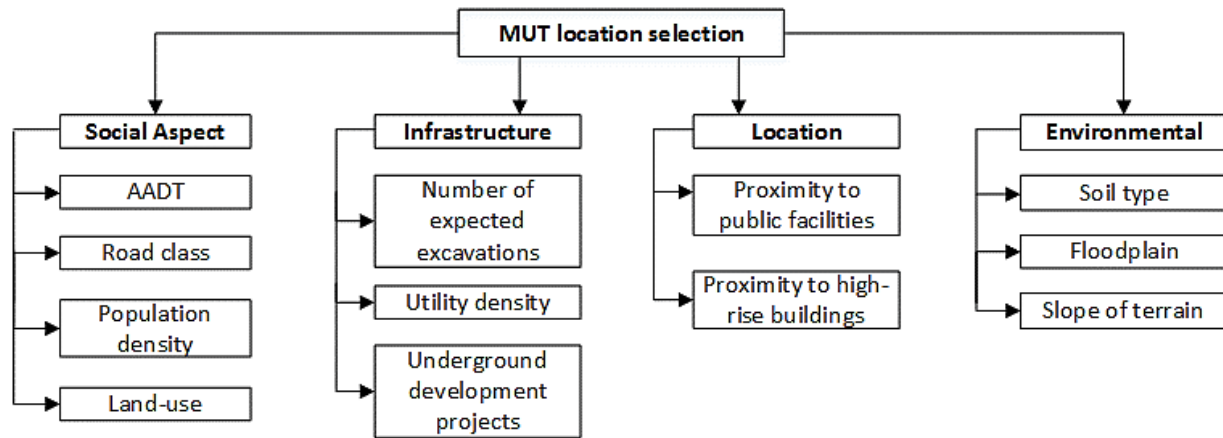 MUT location selection
Social Aspect
AADT
Road class
Population
density
Land-use
Infrastructure
Number of
expected
excavations
Utility density
Underground
development
projects
Location
Proximity to
public facilities
Proximity to high-
rise buildings
Environmental
Soil type
Floodplain
Slope of terrain